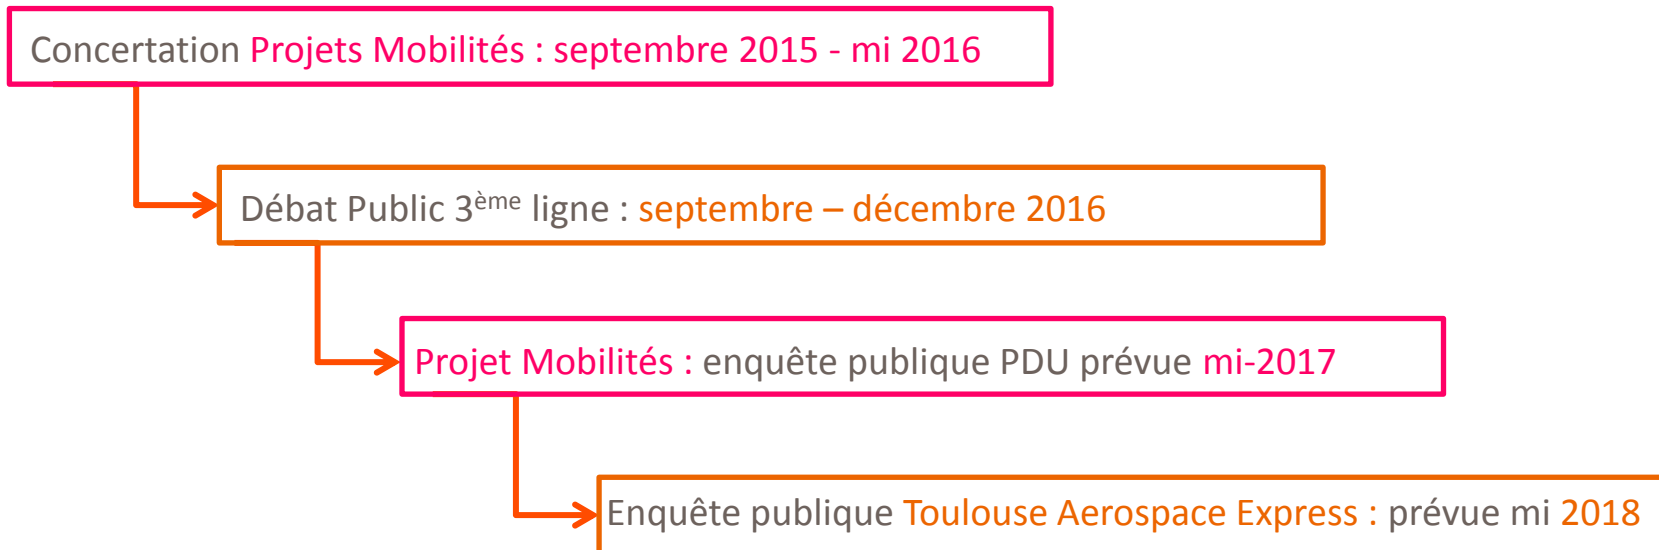 Concertation Projets Mobilités : septembre 2015 - mi 2016
Débat Public 3ème ligne : septembre – décembre 2016
Projet Mobilités : enquête publique PDU prévue mi-2017
Enquête publique Toulouse Aerospace Express : prévue mi 2018